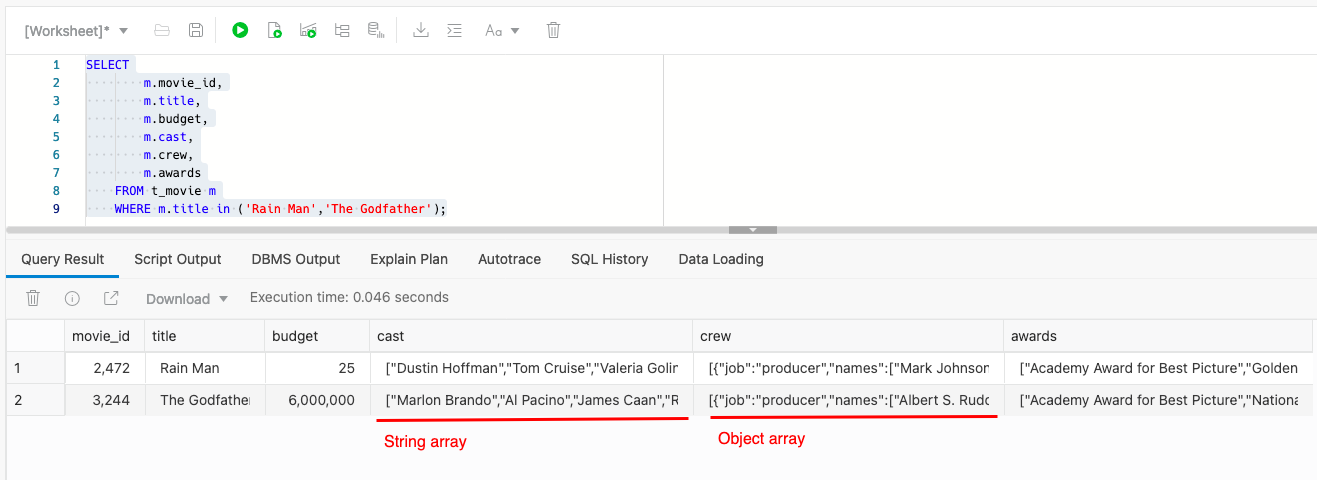 [Worksheet]*
Aa
1 SELECT
2 m.movie_id,
3 m.title,
4 m.budget,
5 m.cast,
6 m.crew,
7 m.awards
8 FROM t_movie m
9 WHERE m.title in ('Rain Man','The Godfather');
Query Result Script Output DBMS Output Explain Plan Autotrace SQL History Data Loading
Download Execution time: 0.046 seconds
movie_id title budget cast crew awards
1 2,472 Rain Man 25 ["Dustin Hoffman","Tom Cruise","Valeria Golin [{"job":"producer","names":["Mark Johnson ["Academy Award for Best Picture","Golden
2 3,244 The Godfather 6,000,000 ["Marlon Brando","Al Pacino","James Caan","R [{"job":"producer","names":["Albert S. Rudd ["Academy Award for Best Picture","Nationa
String array
Object array